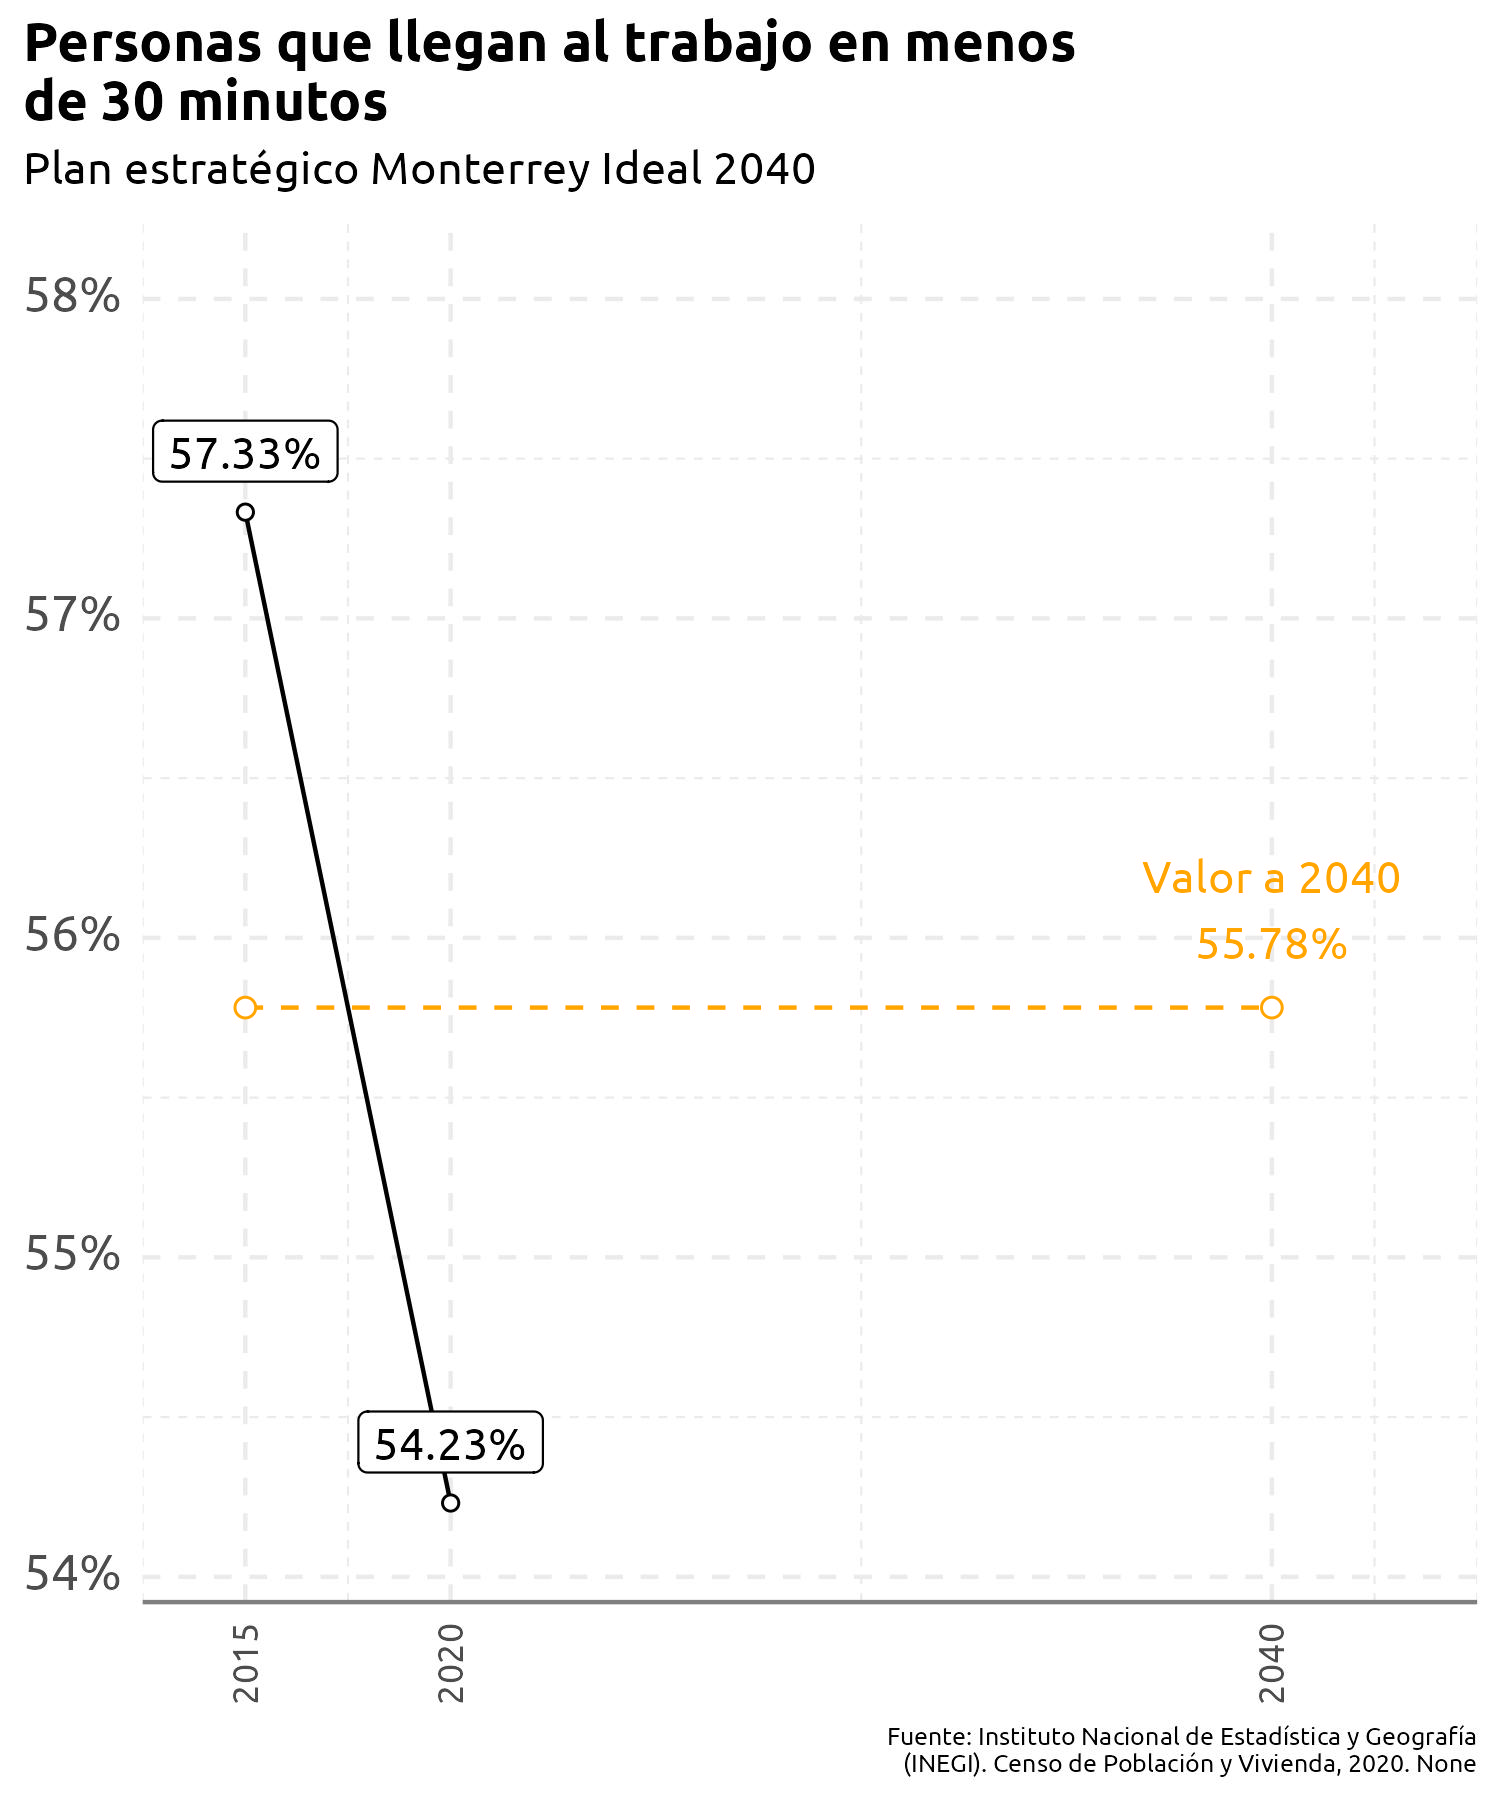 Personas que llegan al trabajo en menos
de 30 minutos
Plan estratégico Monterrey Ideal 2040
58%
57.33%
57%
Valor a 2040
56%
55.78%
55%
54.23%
54%
2015
2020
2040
Fuente: Instituto Nacional de Estadística y Geografía
(INEGI). Censo de Población y Vivienda, 2020. None